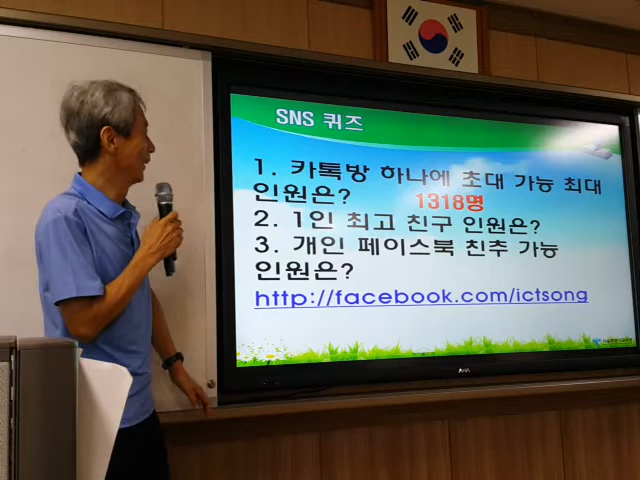 SNS 퀴즈
1. 카톡방 하나에 초대 가능 최대
인원은? 1318명
2. 1인 최고 친구 인원은?
3. 개인 페이스북 친추 가능
인원은?
http://facebook.com/ictsong